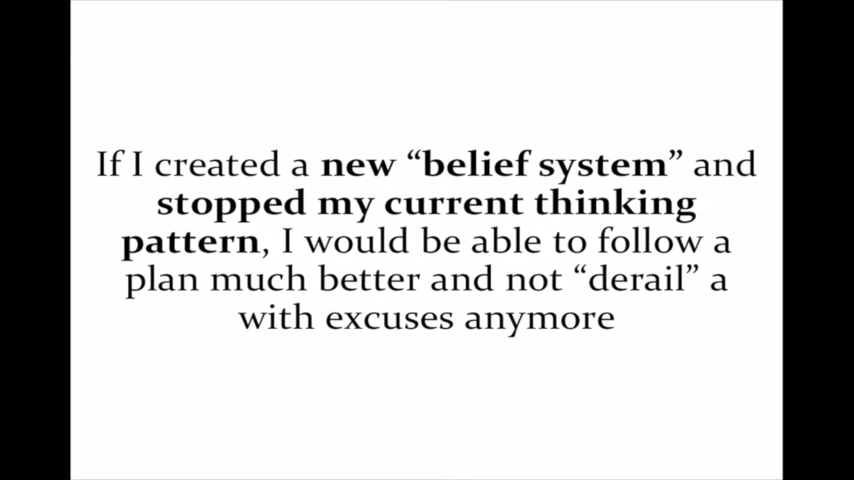 If I created a new “belief system” and
stopped my current thinking
pattern, I would be able to follow a
plan much better and not “derail” a
with excuses anymore